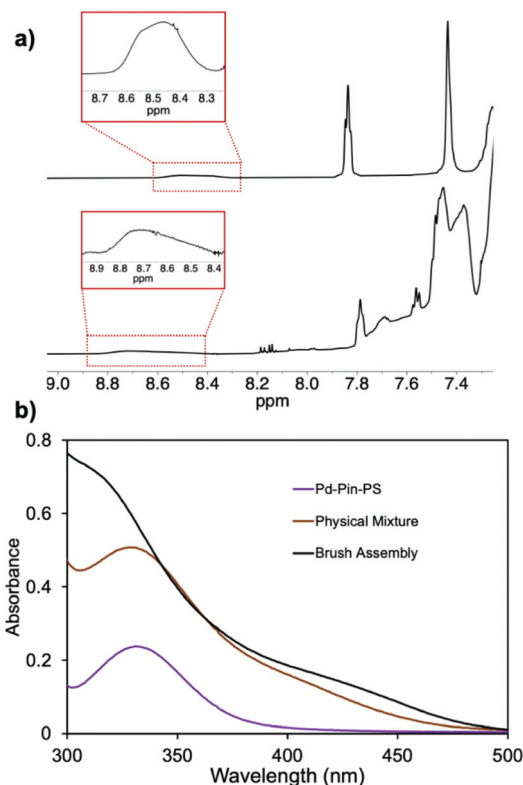 a)
8.7 8.6 8.5 8.4 8.3
ppm
8.9 8.8 8.7 8.6 8.5 8.4
ppm
9.0 8.8 8.6 8.4 8.2 8.0 7.8 7.6 7.4
ppm
b)
0.8
0.6
0.4
0.2
0
Absorbance
Pd-Pin-PS
Physical Mixture
Brush Assembly
300 350 400 450 500
Wavelength (nm)